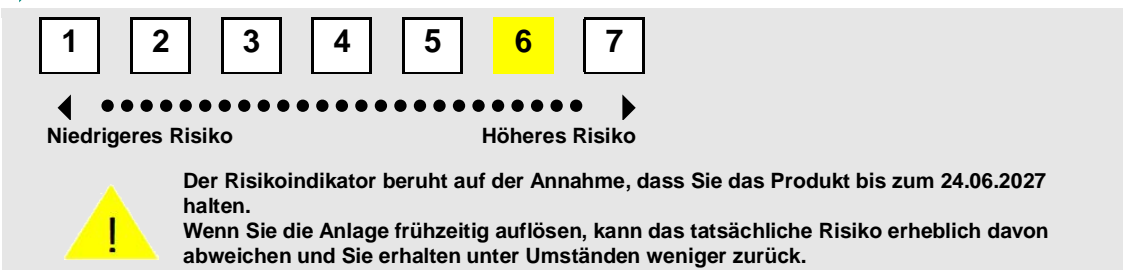 1 2 3 4 5 6 7
Niedrigeres Risiko Höheres Risiko
! Der Risikoindikator beruht auf der Annahme, dass Sie das Produkt bis zum 24.06.2027
halten.
Wenn Sie die Anlage frühzeitig auflösen, kann das tatsächliche Risiko erheblich davon
abweichen und Sie erhalten unter Umständen weniger zurück.